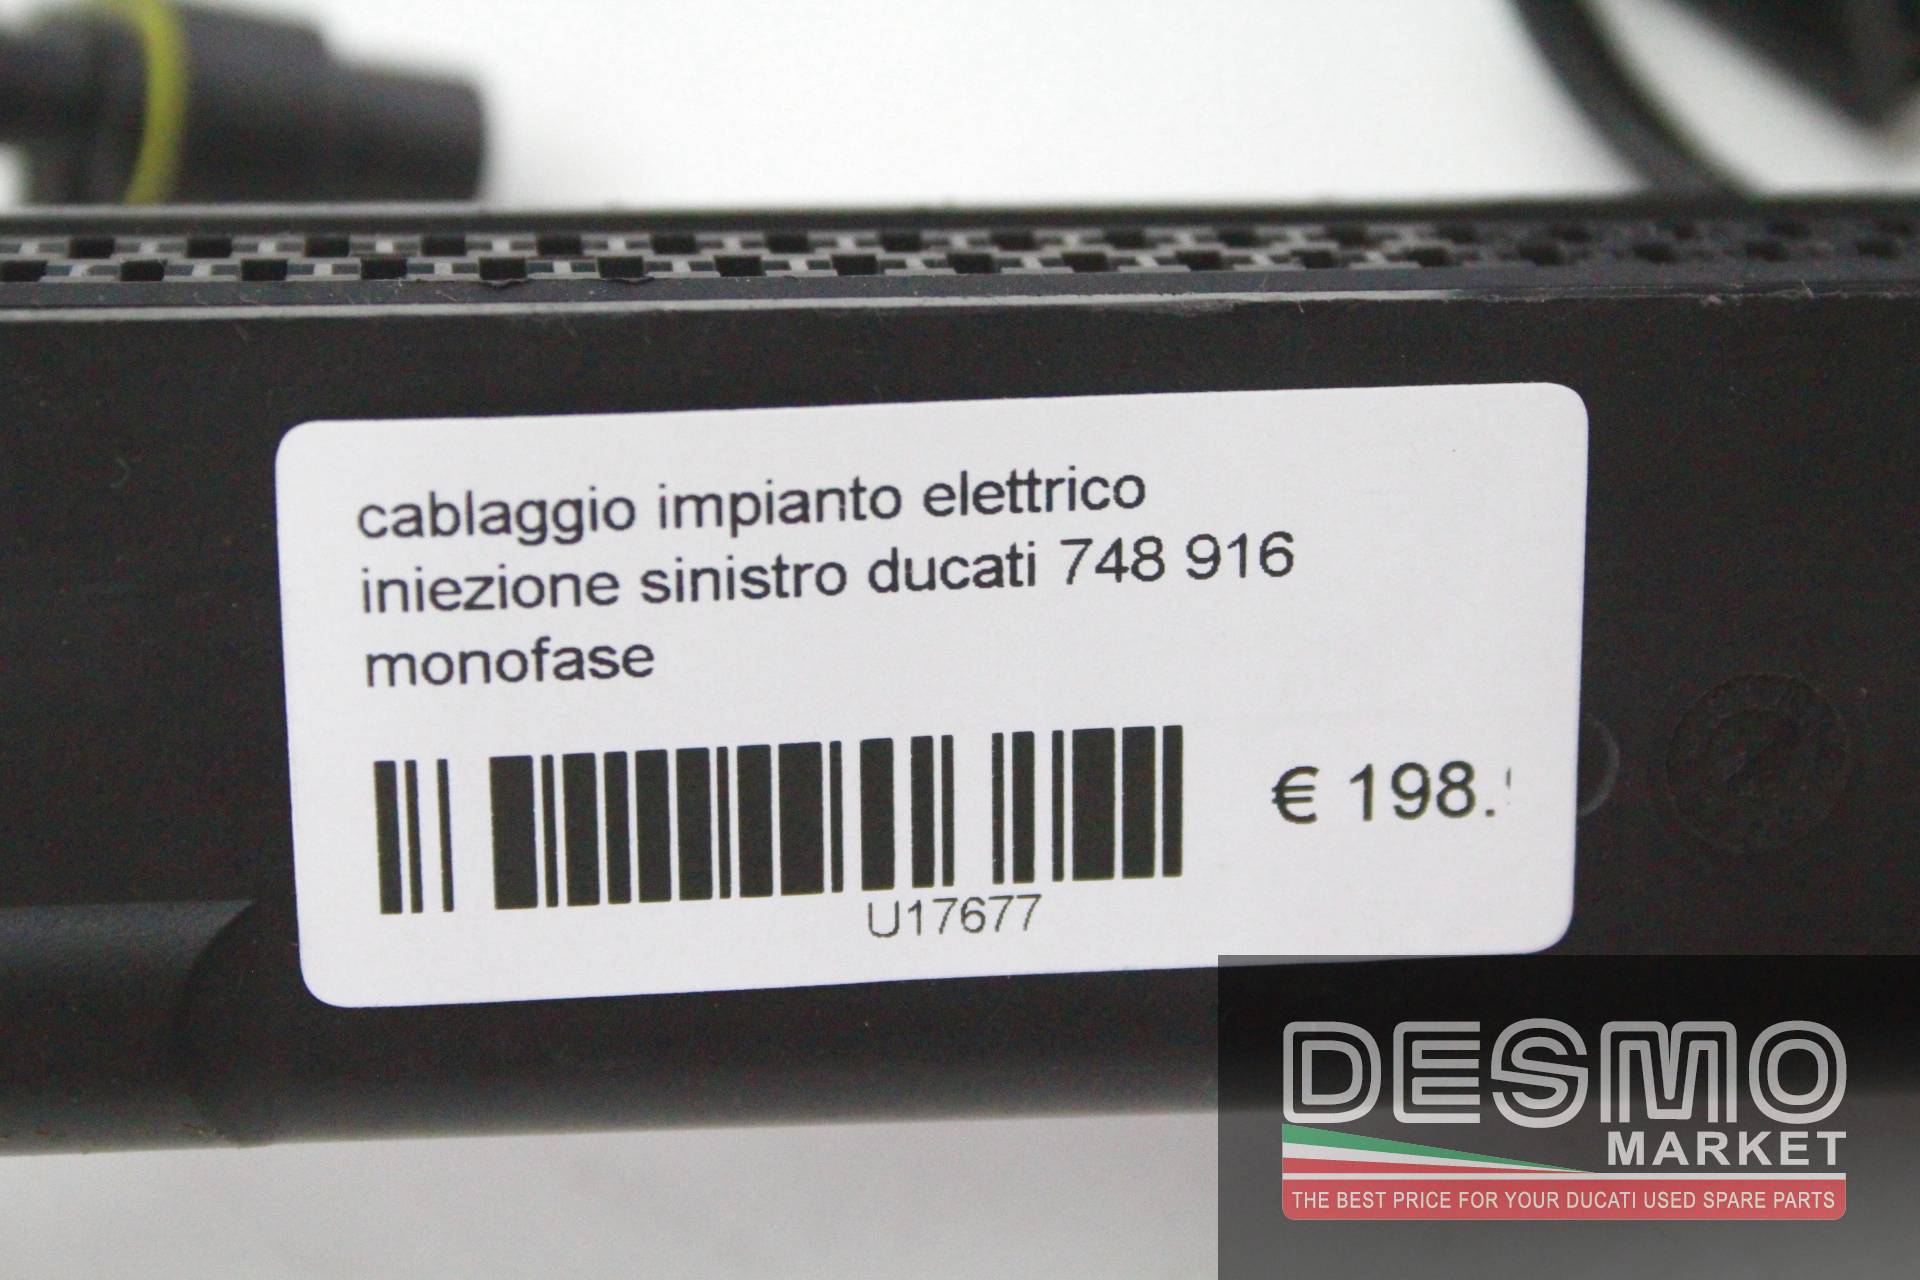 cablaggio impianto elettrico
iniezione sinistro ducati 748 916
monofase
€ 198.
U17677
DESMO
MARKET
THE BEST PRICE FOR YOUR DUCATI USED SPARE PARTS